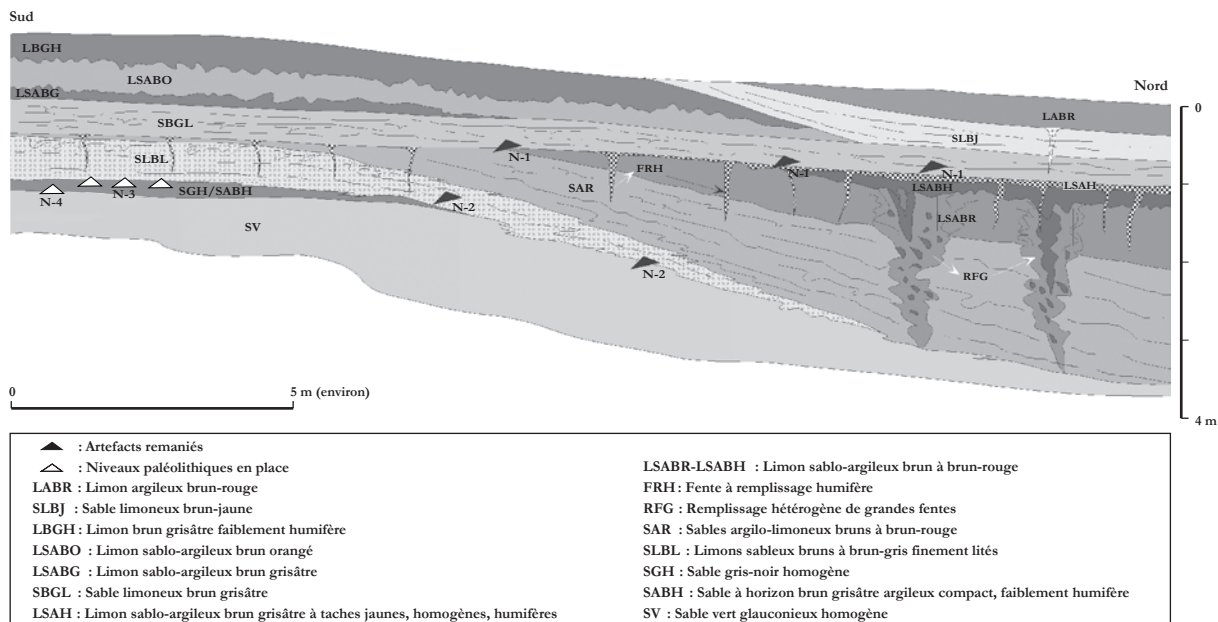 Sud
LBGH
LSABO
LSABG
SBGL
SLBL
N-4
N-3
SGH/SABH
SV
N-2
N-2
N-1
SAR
FRH
N-1
N-1
LSABH
LSAH
LSABR
RFG
SLBJ
LABR
Nord
0
4 m
0
5 m (environ)
: Artefacts remaniés
: Niveaux paléolithiques en place
LABR : Limon argileux brun-rouge
SLBJ : Sable limoneux brun-jaune
LBGH : Limon brun grisâtre faiblement humifère
LSABO : Limon sablo-argileux brun orangé
LSABG : Limon sablo-argileux brun grisâtre
SBGL : Sable limoneux brun grisâtre
LSAH : Limon sablo-argileux brun grisâtre à taches jaunes, homogènes, humifères
LSABR-LSABH : Limon sablo-argileux brun à brun-rouge
FRH : Fente à remplissage humifère
RFG : Remplissage hétérogène de grandes fentes
SAR : Sables argilo-limoneux bruns à brun-rouge
SLBL : Limons sableux bruns à brun-gris finement lités
SGH : Sable gris-noir homogène
SABH : Sable à horizon brun grisâtre argileux compact, faiblement humifère
SV : Sable vert glauconieux homogène